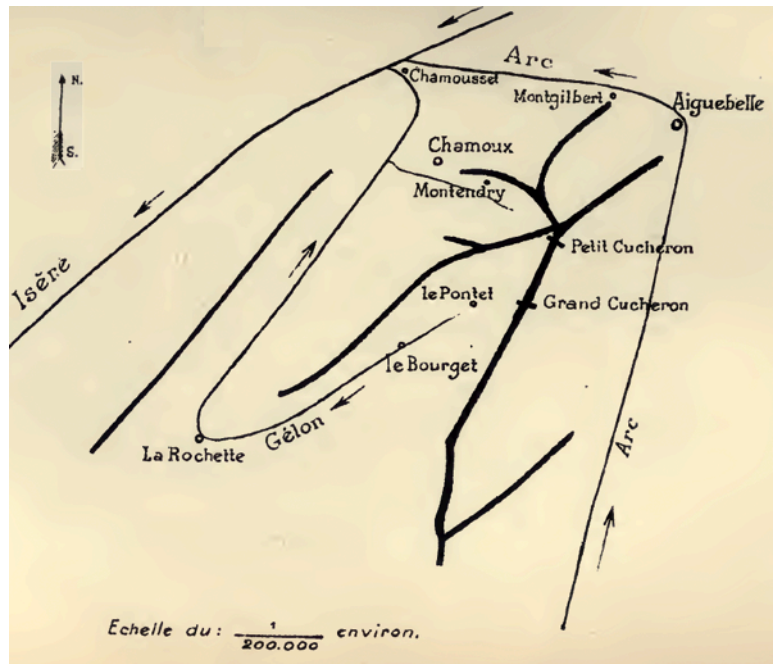 Arc
N.
Chamousset
Montgilbert
Aiguebelle
S.
Chamoux
Montendry
Petit Cucheron
Isère
le Pontet
Grand Cucheron
le Bourget
Gélon
La Rochette
Arc
Echelle du: 1/200.000 environ.